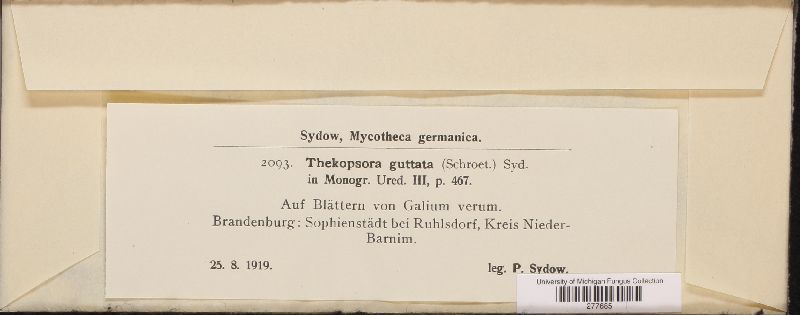 Sydow, Mycotheca germanica.
2093. Thekopsora guttata (Schroet.) Syd.
in Monogr. Ured. III, p. 467.
Auf Blättern von Galium verum.
Brandenburg: Sophienstädt bei Ruhlsdorf, Kreis Nieder-
Barnim.
25. 8. 1919. leg. P. Sydow.
University of Michigan Fungus Collection
277665